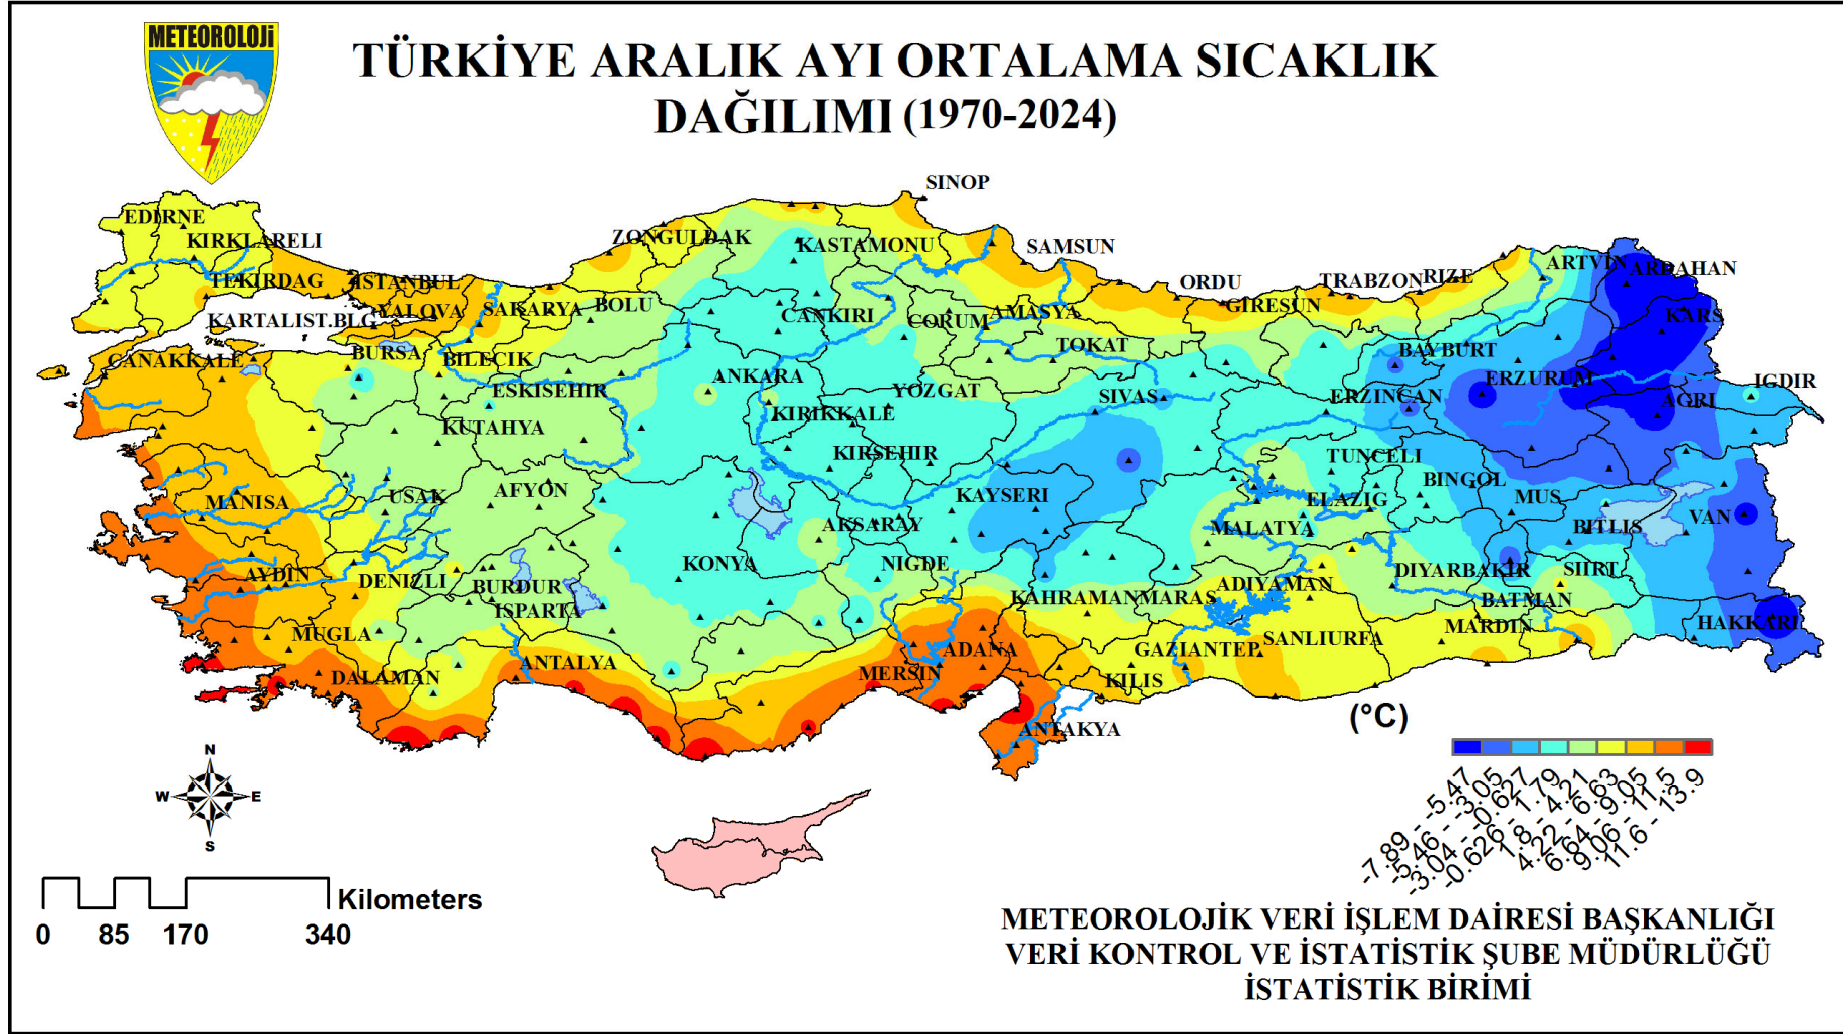 METEOROLOJİ
TÜRKİYE ARALIK AYI ORTALAMA SICAKLIK
DAĞILIMI (1970-2024)
SINOP
EDIRNE
KIRKLARELI
ZONGULDAK
KASTAMONU
SAMSUN
ARTVIN
ARDAHAN
TEKIRDAG
ISTANBUL
ORDU
TRABZON
RIZE
KARTALIST.BLG
YALOVA
SAKARYA
BOLU
CANKIRI
CORUM
AMASYA
GIRESUN
KARS
CANAKKALE
BURSA
BILECIK
TOKAT
BAYBURT
ESKISEHIR
ANKARA
YOZGAT
SIVAS
ERZINCAN
ERZURUM
IGDIR
AGRI
KUTAHYA
KIRIKKALE
KIRSEHIR
TUNCELI
MANISA
USAK
AFYON
KAYSERI
ELAZIG
BINGOL
MUS
AKSARAY
MALATYA
BITLIS
VAN
AYDIN
DENIZLI
BURDUR
KONYA
NIGDE
ADIYAMAN
DIYARBAKIR
SIIRT
ISPARTA
KAHRAMANMARAS
BATMAN
MUGLA
ANTALYA
ADANA
GAZIANTEP
SANLIURFA
MARDIN
HAKKARI
DALAMAN
MERSIN
KILIS
ANTAKYA
(°C)
-7.89 - -5.47
-5.46 - -3.05
-3.04 - -0.627
-0.626 - 1.79
1.8 - 4.21
4.22 - 6.63
6.64 - 9.05
9.06 - 11.5
11.6 - 13.9
N
W E
S
Kilometers
0 85 170 340
METEOROLOJİK VERİ İŞLEM DAİRESİ BAŞKANLIĞI
VERİ KONTROL VE İSTATİSTİK ŞUBE MÜDÜRLÜĞÜ
İSTATİSTİK BİRİMİ